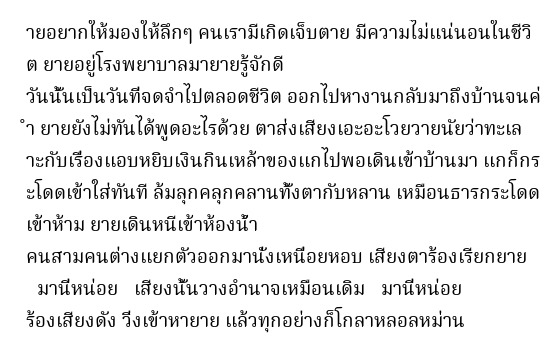 ายอยากให้มองให้ลึกๆ คนเรามีเกิดเจ็บตาย มีความไม่แน่นอนในชีวิ
ต ยายอยู่โรงพยาบาลมายายรู้จักดี
วันนั้นเป็นวันที่จดจำไปตลอดชีวิต ออกไปหางานกลับมาถึงบ้านจนค่
ำ ยายยังไม่ทันได้พูดอะไรด้วย ตาส่งเสียงเอะอะโวยวายนัยว่าทะเล
าะกับเรื่องแอบหยิบเงินกินเหล้าของแกไปพอเดินเข้าบ้านมา แกก็กร
ะโดดเข้าใส่ทันที ล้มลุกคลุกคลานทั้งตากับหลาน เหมือนธารกระโดด
เข้าห้าม ยายเดินหนีเข้าห้องน้ำ
คนสามคนต่างแยกตัวออกมานั่งเหนื่อยหอบ เสียงตาร้องเรียกยาย
มานี่หน่อย เสียงนั้นวางอำนาจเหมือนเดิม มานี่หน่อย
ร้องเสียงดัง วิ่งเข้าหายาย แล้วทุกอย่างก็โกลาหลอลหม่าน